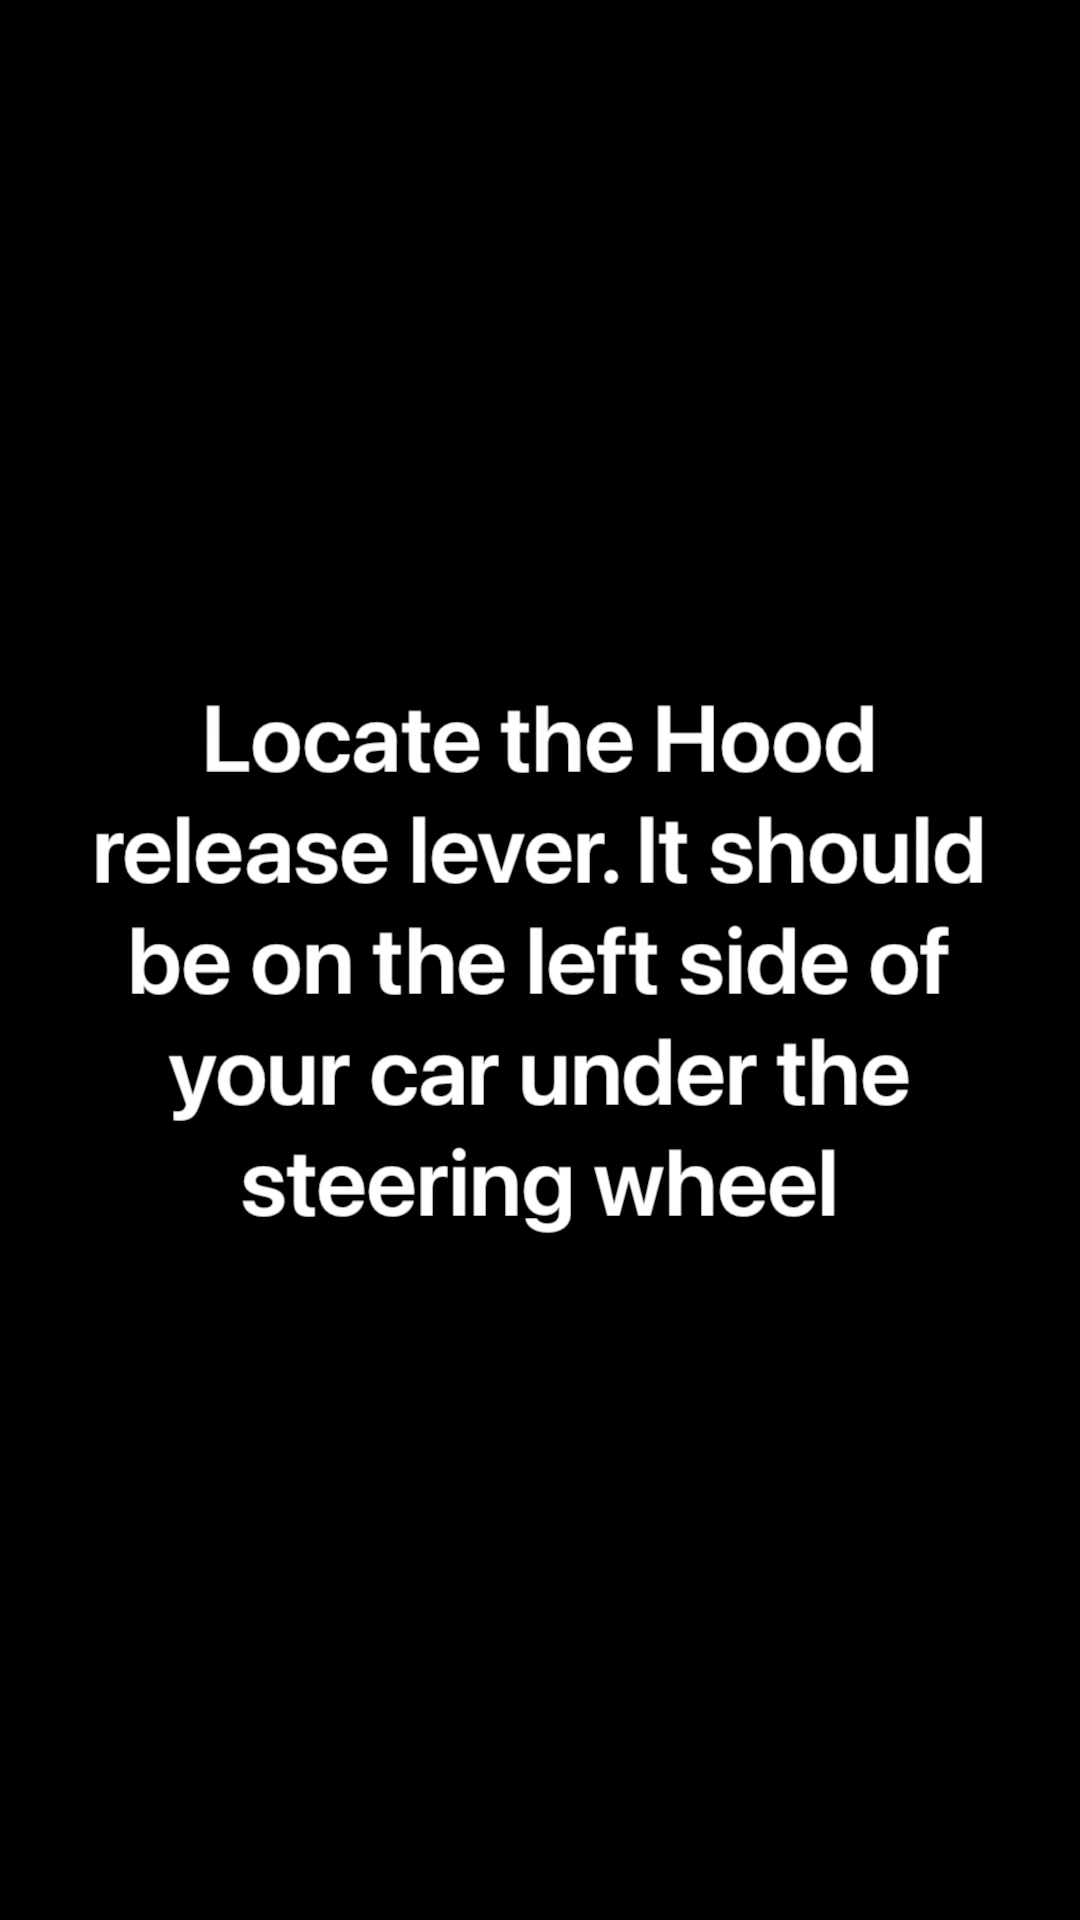 Locate the Hood
release lever. It should
be on the left side of
your car under the
steering wheel